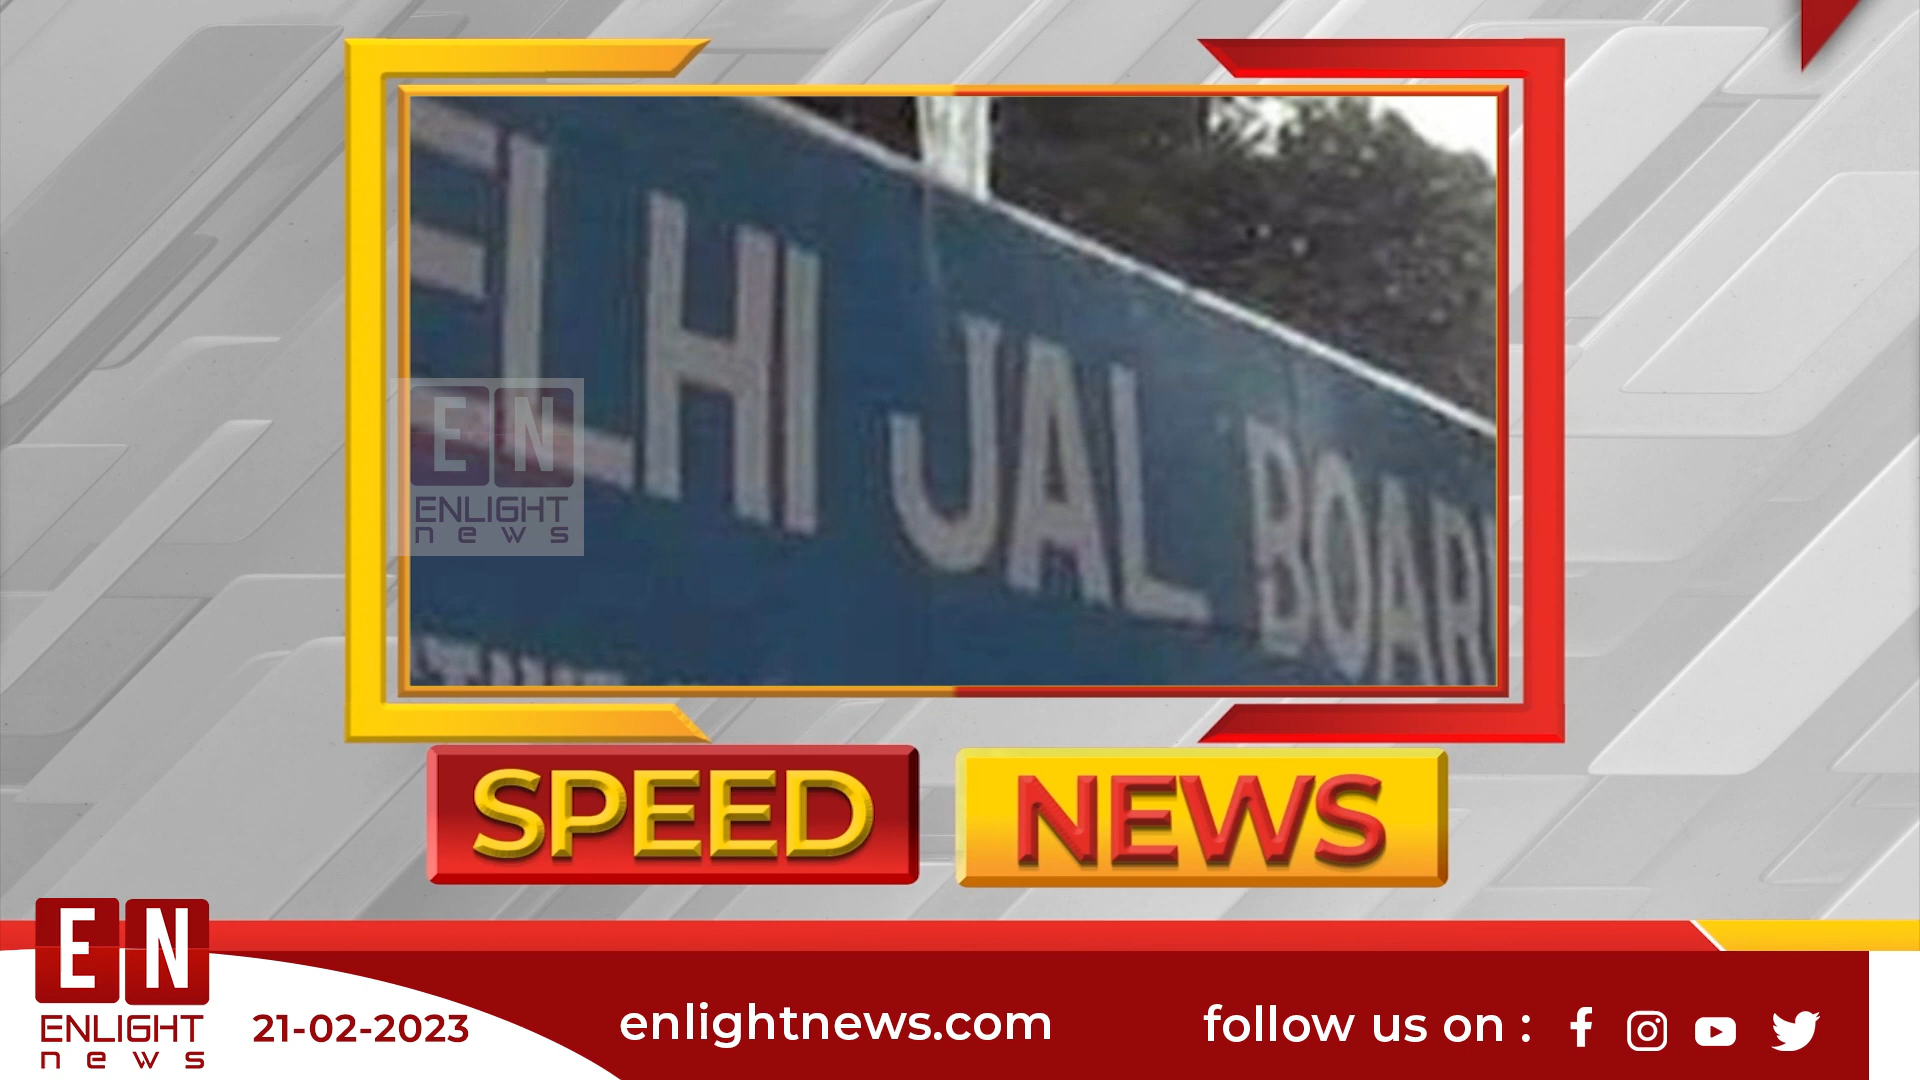 ELHI JAL BOAR
EN
ENLIGHT
news
SPEED NEWS
EN
ENLIGHT
news
21-02-2023
enlightnews.com
follow us on :